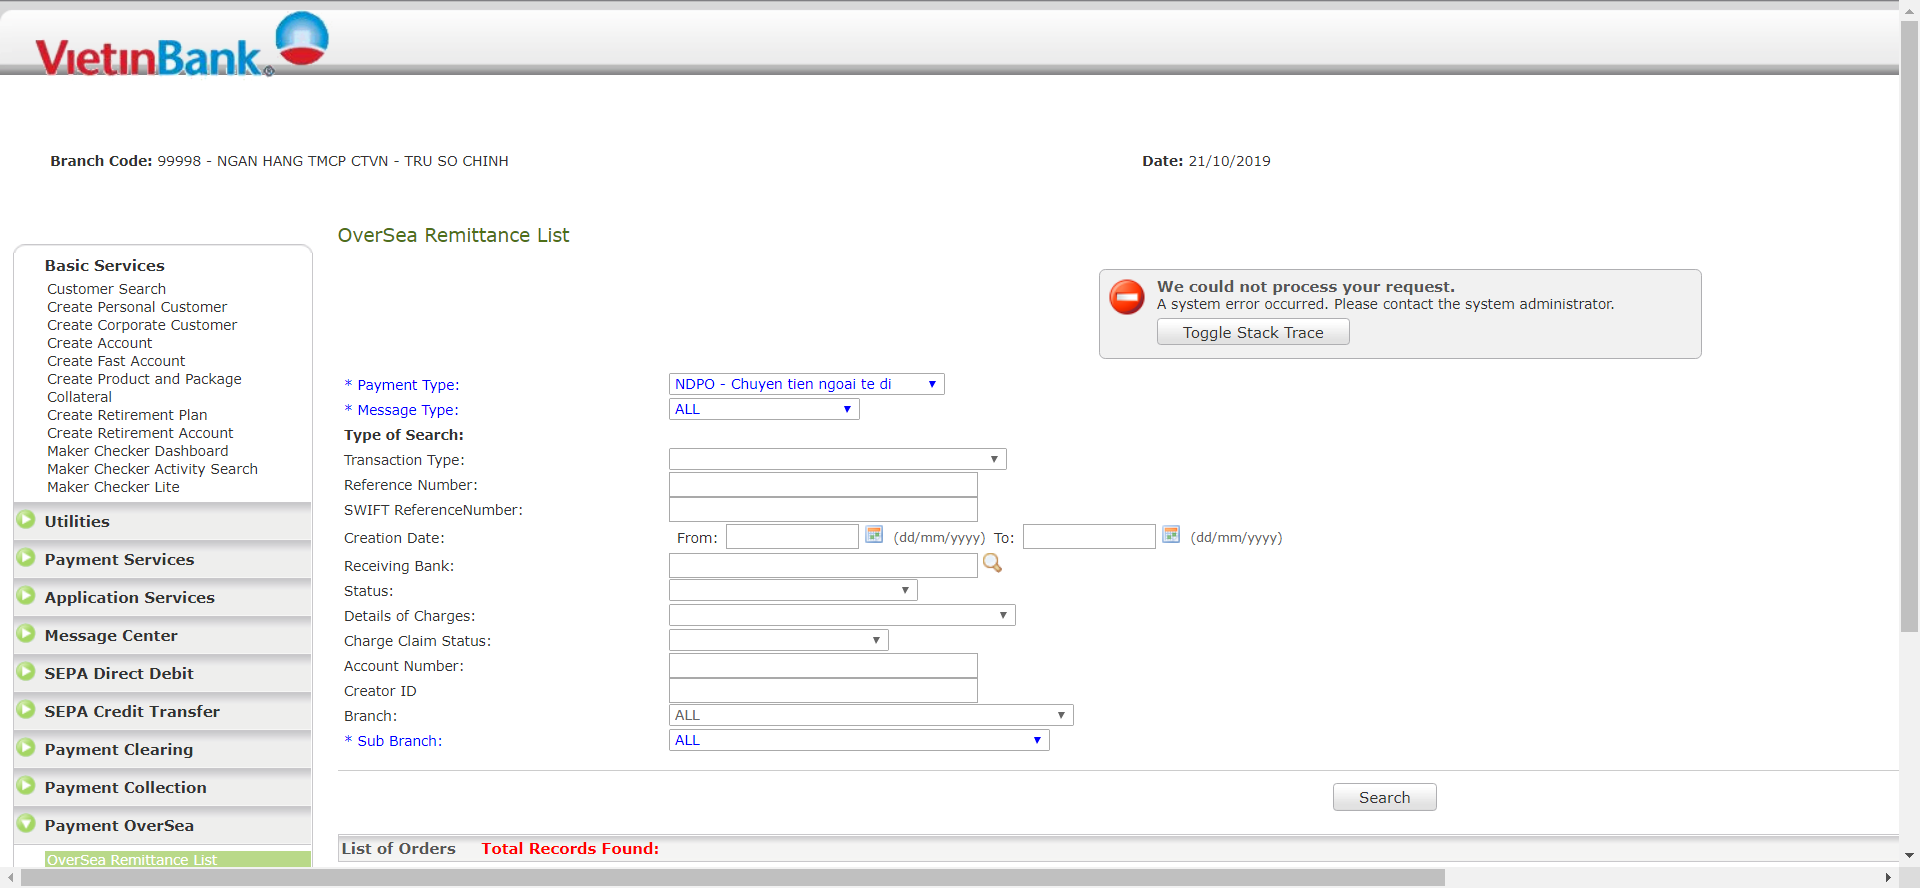 VietinBank®
Branch Code: 99998 - NGAN HANG TMCP CTVN - TRU SO CHINH
Date: 21/10/2019
OverSea Remittance List
Basic Services
Customer Search
Create Personal Customer
Create Corporate Customer
Create Account
Create Fast Account
Create Product and Package
Collateral
Create Retirement Plan
Create Retirement Account
Maker Checker Dashboard
Maker Checker Activity Search
Maker Checker Lite
Utilities
Payment Services
Application Services
Message Center
SEPA Direct Debit
SEPA Credit Transfer
Payment Clearing
Payment Collection
Payment OverSea
OverSea Remittance List
We could not process your request.
A system error occurred. Please contact the system administrator.
Toggle Stack Trace
* Payment Type: NDPO - Chuyen tien ngoai te di
* Message Type: ALL
Type of Search:
Transaction Type:
Reference Number:
SWIFT ReferenceNumber:
Creation Date: From: (dd/mm/yyyy) To: (dd/mm/yyyy)
Receiving Bank:
Status:
Details of Charges:
Charge Claim Status:
Account Number:
Creator ID
Branch: ALL
* Sub Branch: ALL
Search
List of Orders Total Records Found: